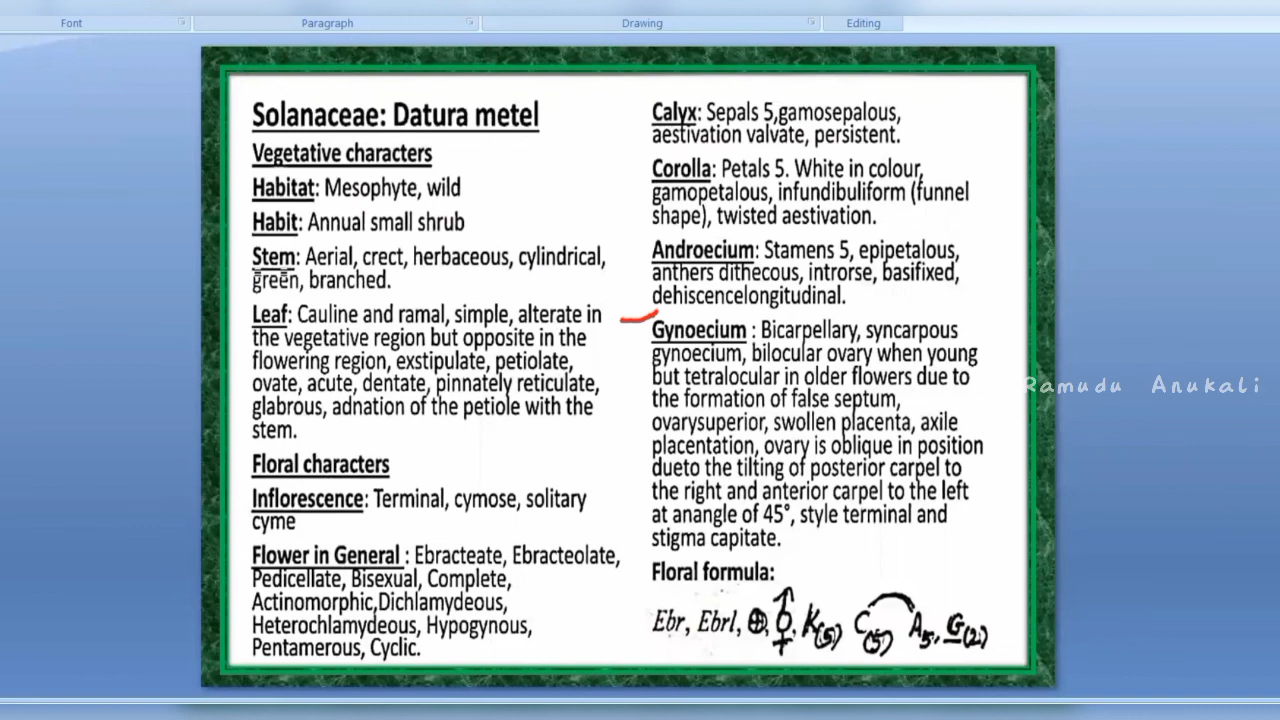 Font
Paragraph
Drawing
Editing
Solanaceae: Datura metel
Vegetative characters
Habitat: Mesophyte, wild
Habit: Annual small shrub
Stem: Aerial, crect, herbaceous, cylindrical,
green, branched.
Leaf: Cauline and ramal, simple, alterate in
the vegetative region but opposite in the
flowering region, exstipulate, petiolate,
ovate, acute, dentate, pinnately reticulate,
glabrous, adnation of the petiole with the
stem.
Floral characters
Inflorescence: Terminal, cymose, solitary
cyme
Flower in General : Ebracteate, Ebracteolate,
Pedicellate, Bisexual, Complete,
Actinomorphic,Dichlamydeous,
Heterochlamydeous, Hypogynous,
Pentamerous, Cyclic.
Calyx: Sepals 5,gamosepalous,
aestivation valvate, persistent.
Corolla: Petals 5. White in colour,
gamopetalous, infundibuliform (funnel
shape), twisted aestivation.
Androecium: Stamens 5, epipetalous,
anthers dithecous, introrse, basifixed,
dehiscencelongitudinal.
Gynoecium : Bicarpellary, syncarpous
gynoecium, bilocular ovary when young
but tetralocular in older flowers due to
the formation of false septum,
ovarysuperior, swollen placenta, axile
placentation, ovary is oblique in position
dueto the tilting of posterior carpel to
the right and anterior carpel to the left
at anangle of 45°, style terminal and
stigma capitate.
Floral formula:
Ebr, Ebrl, ⊕, ⚥, K(5) C(5) A5, G(2)
Ramudu Anukali